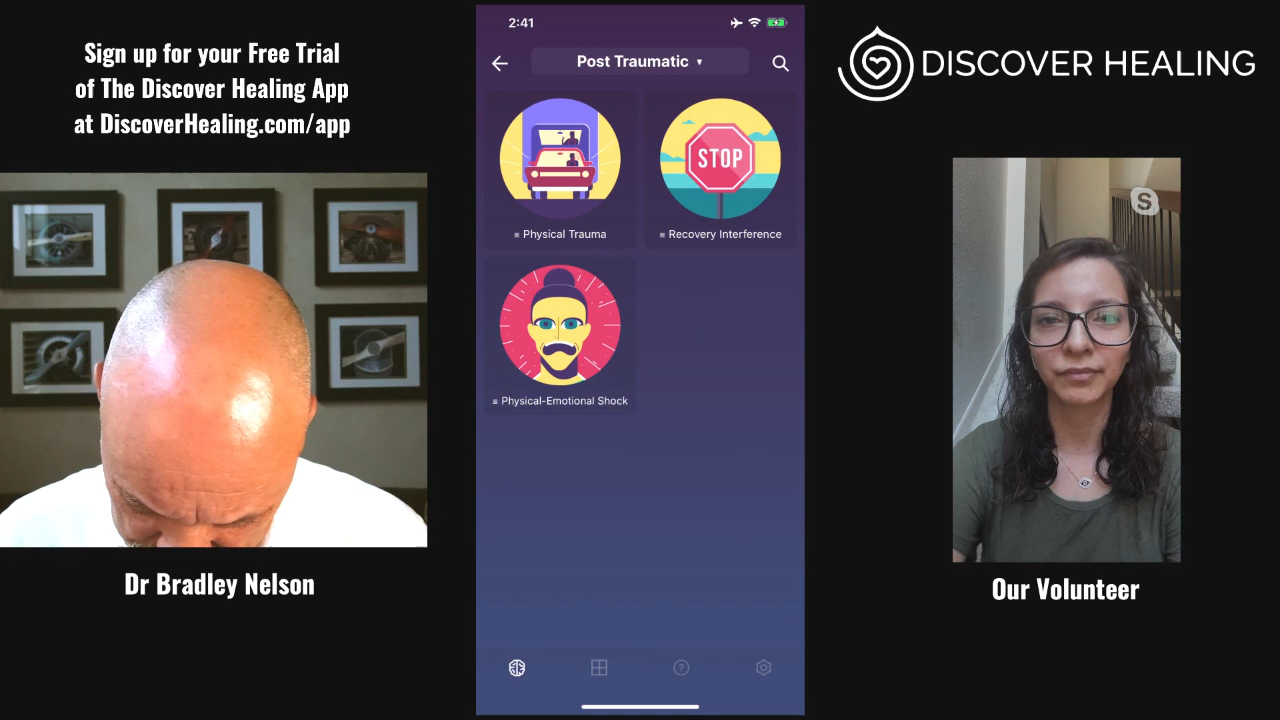 Sign up for your Free Trial
of The Discover Healing App
at DiscoverHealing.com/app
Dr Bradley Nelson
2:41
Post Traumatic
STOP
Physical Trauma
Recovery Interference
Physical-Emotional Shock
?
DISCOVER HEALING
S
Our Volunteer